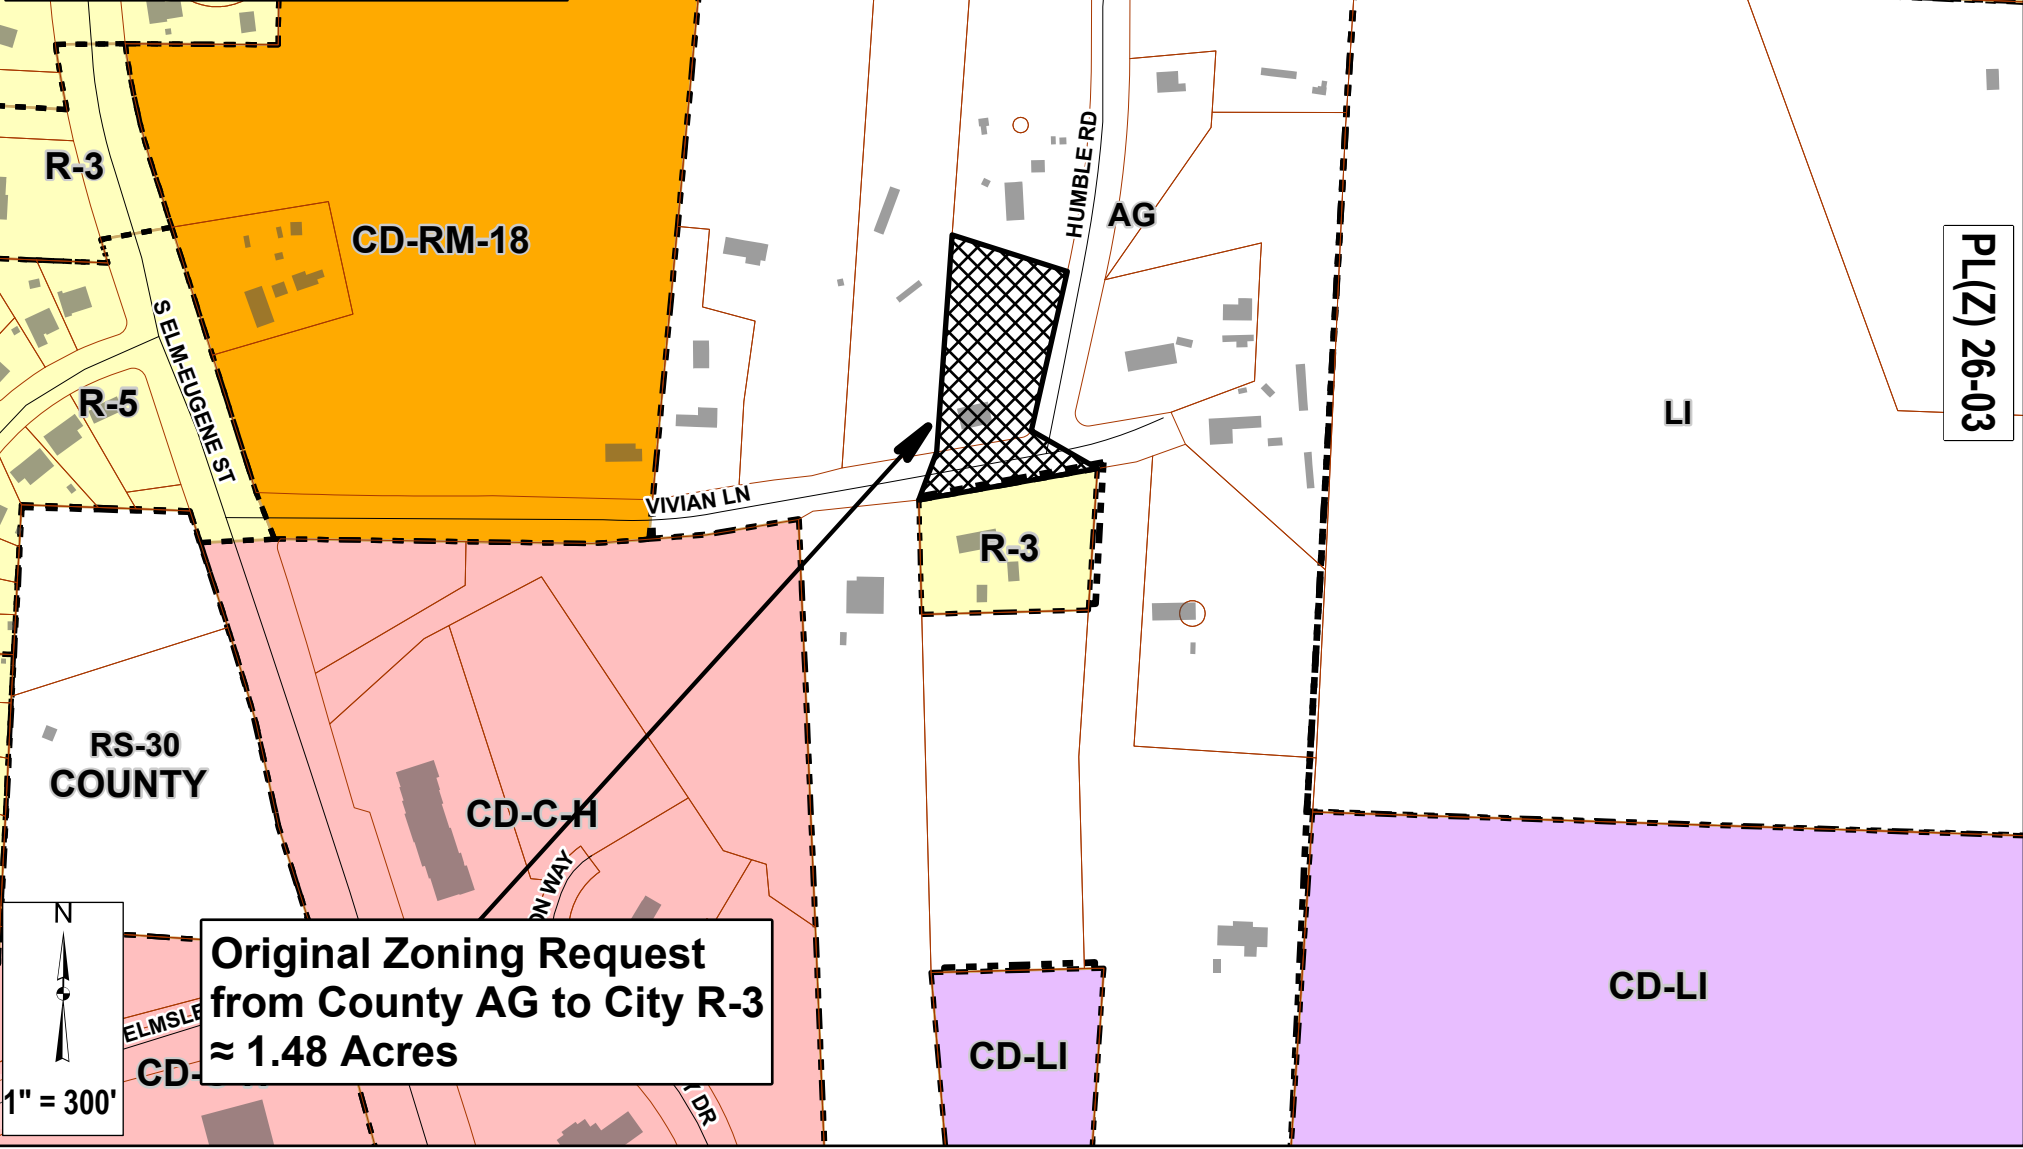 R-3
CD-RM-18
HUMBLE RD
AG
PL(Z) 26-03
S ELM-EUGENE ST
R-5
LI
VIVIAN LN
R-3
RS-30
COUNTY
CD-C-H
WAY
N
1" = 300'
Original Zoning Request
from County AG to City R-3
≈ 1.48 Acres
CD-LI
CD-LI
DR